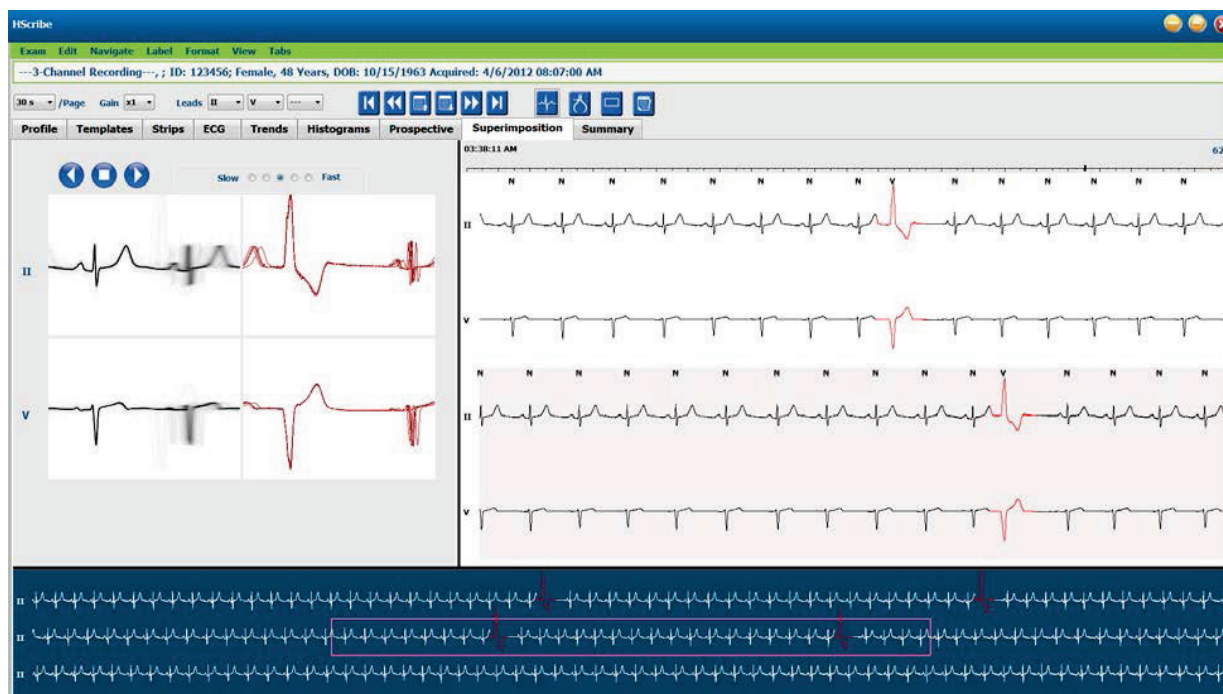 HScribe
Exam Edit Navigate Label Format View Tabs
---3-Channel Recording---, ; ID: 123456; Female, 48 Years, DOB: 10/15/1963 Acquired: 4/6/2012 08:07:00 AM
30 s /Page Gain x1 Leads II V ---
Profile Templates Strips ECG Trends Histograms Prospective Superimposition Summary
03:38:11 AM 62
Slow Fast
N N N N N N N N V N N N N N N
II
II
V
V
N N N N N N N N N N V N N N N
II
V
II
V
II
II
II